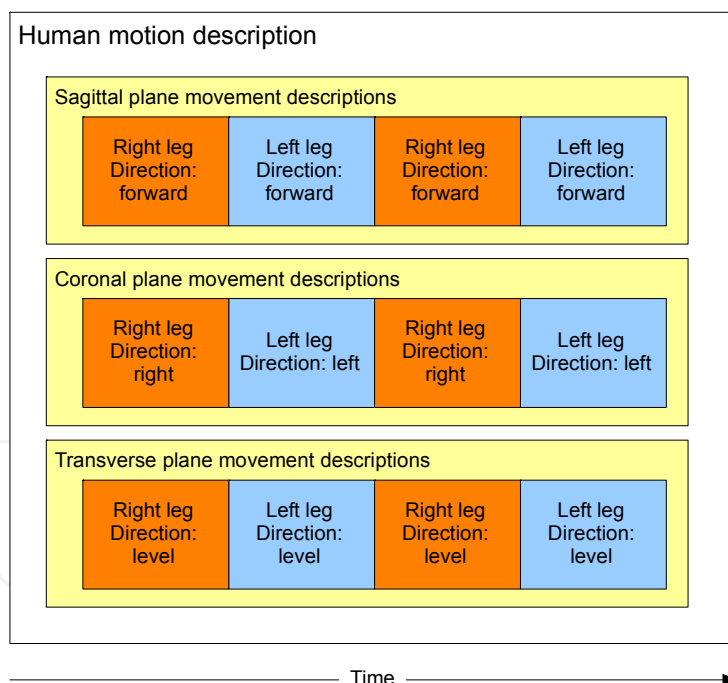 Human motion description
Sagittal plane movement descriptions
Right leg
Direction:
forward
Left leg
Direction:
forward
Right leg
Direction:
forward
Left leg
Direction:
forward
Coronal plane movement descriptions
Right leg
Direction:
right
Left leg
Direction: left
Right leg
Direction:
right
Left leg
Direction: left
Transverse plane movement descriptions
Right leg
Direction:
level
Left leg
Direction:
level
Right leg
Direction:
level
Left leg
Direction:
level
Time